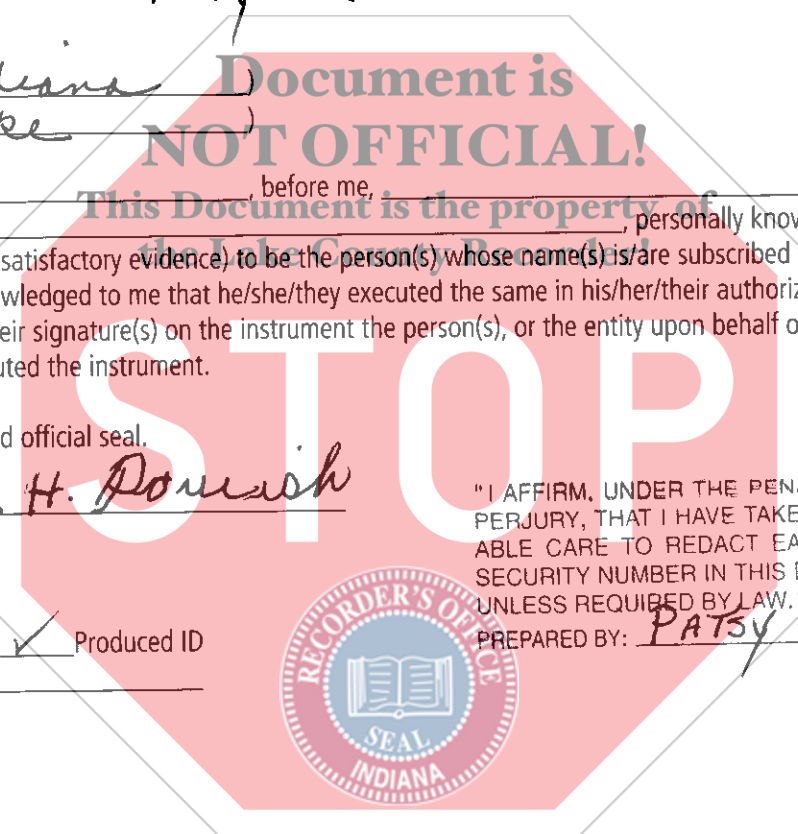 Document is
diana )
ke )
NOT OFFICIAL!
, before me,
This Document is the property of
, personally know
the Lake County Recorder!
satisfactory evidence) to be the person(s) whose name(s) is/are subscribed
wledged to me that he/she/they executed the same in his/her/their authoriz
eir signature(s) on the instrument the person(s), or the entity upon behalf o
uted the instrument.
STOP
d official seal.
H.
"I AFFIRM, UNDER THE PEN
PERJURY, THAT I HAVE TAKE
ABLE CARE TO REDACT EA
SECURITY NUMBER IN THIS
UNLESS REQUIRED BY LAW.
PREPARED BY: PATSY
✓ Produced ID
RECORDER'S OFFICE
SEAL
INDIANA